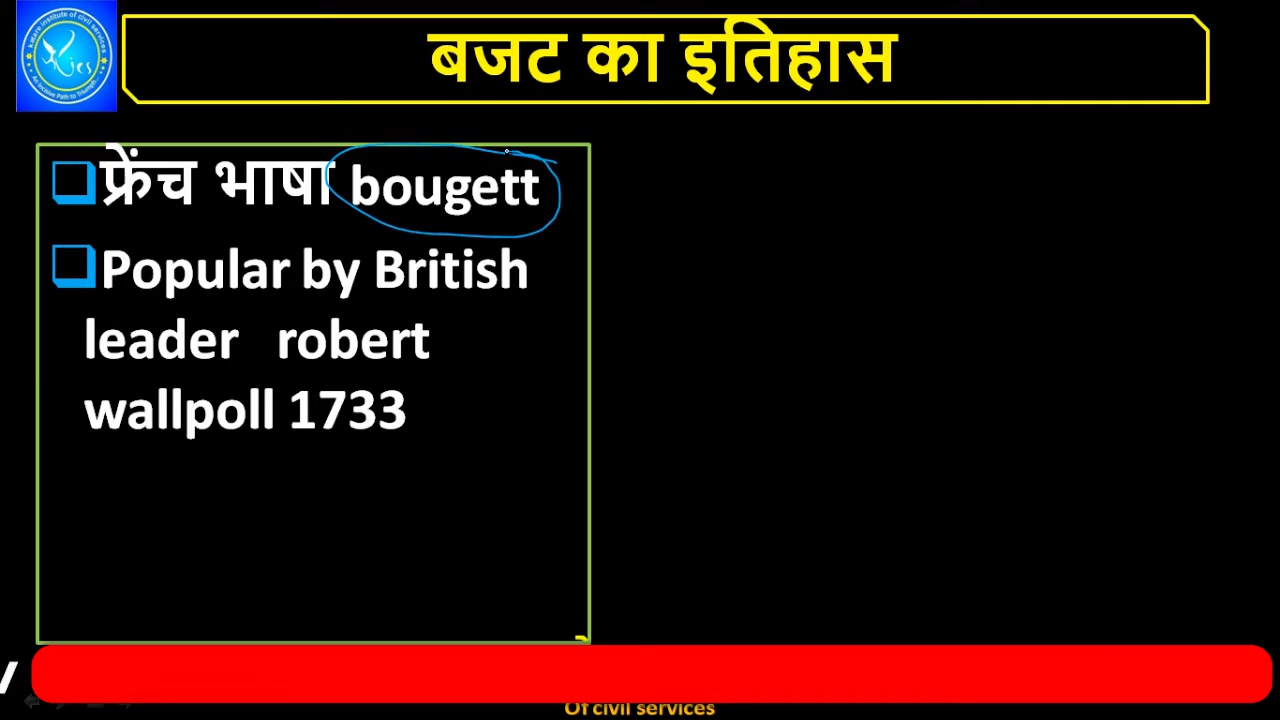 बजट का इतिहास
फ्रेंच भाषा bougett
Popular by British
leader robert
wallpoll 1733
Of civil services